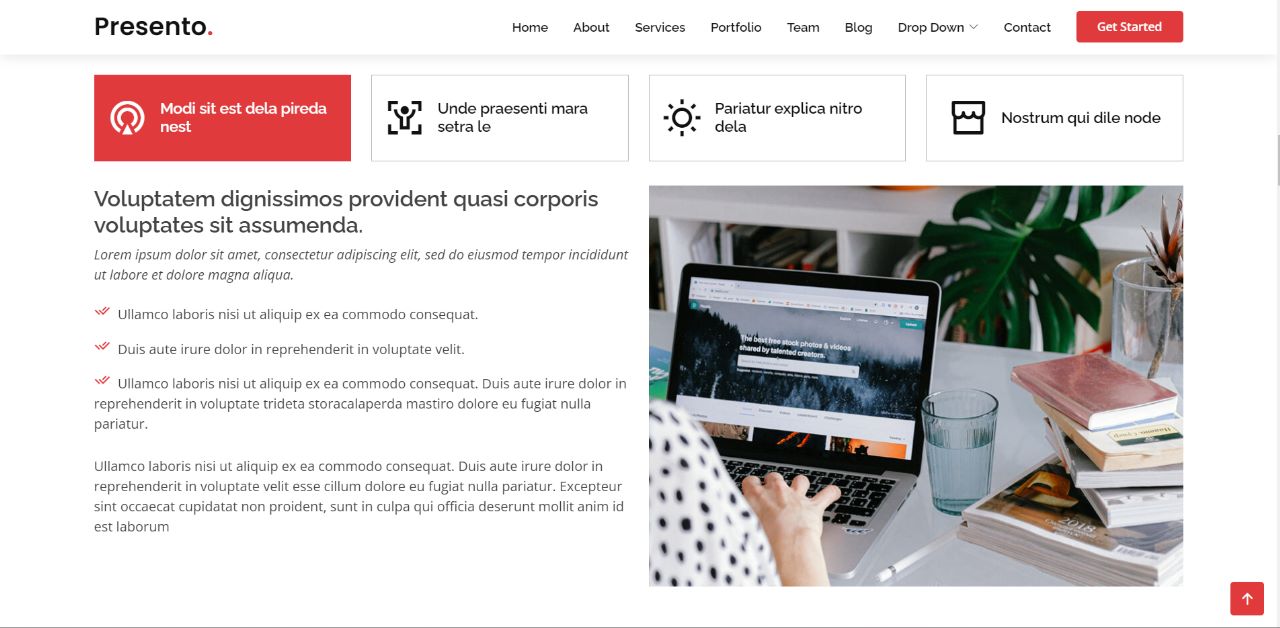 Presento.
Home
About
Services
Portfolio
Team
Blog
Drop Down
Contact
Get Started
Modi sit est dela pireda
nest
Unde praesenti mara
setra le
Pariatur explica nitro
dela
Nostrum qui dile node
Voluptatem dignissimos provident quasi corporis
voluptates sit assumenda.
Lorem ipsum dolor sit amet, consectetur adipiscing elit, sed do eiusmod tempor incididunt
ut labore et dolore magna aliqua.
Ullamco laboris nisi ut aliquip ex ea commodo consequat.
Duis aute irure dolor in reprehenderit in voluptate velit.
Ullamco laboris nisi ut aliquip ex ea commodo consequat. Duis aute irure dolor in
reprehenderit in voluptate trideta storacalaperda mastiro dolore eu fugiat nulla
pariatur.
Ullamco laboris nisi ut aliquip ex ea commodo consequat. Duis aute irure dolor in
reprehenderit in voluptate velit esse cillum dolore eu fugiat nulla pariatur. Excepteur
sint occaecat cupidatat non proident, sunt in culpa qui officia deserunt mollit anim id
est laborum
The best free stock photos & videos
shared by talented creators.
2018